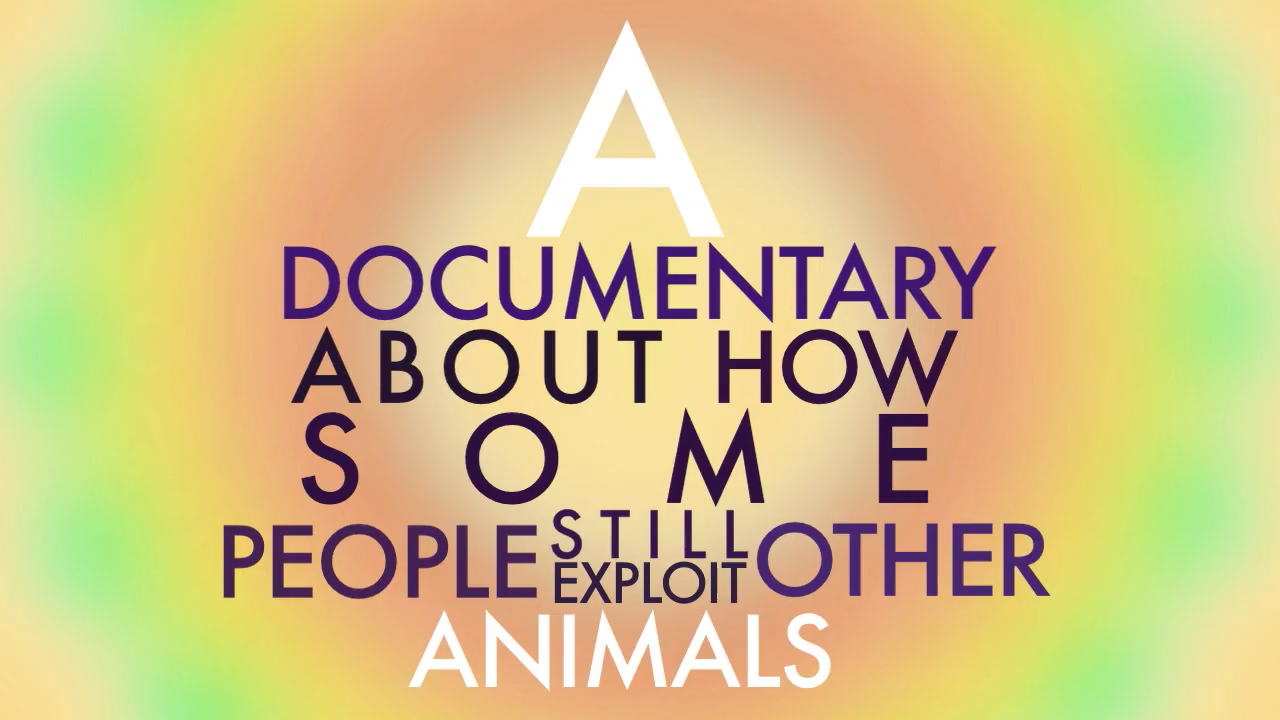 A
DOCUMENTARY
ABOUT HOW
SOME
PEOPLE STILL EXPLOIT OTHER
ANIMALS